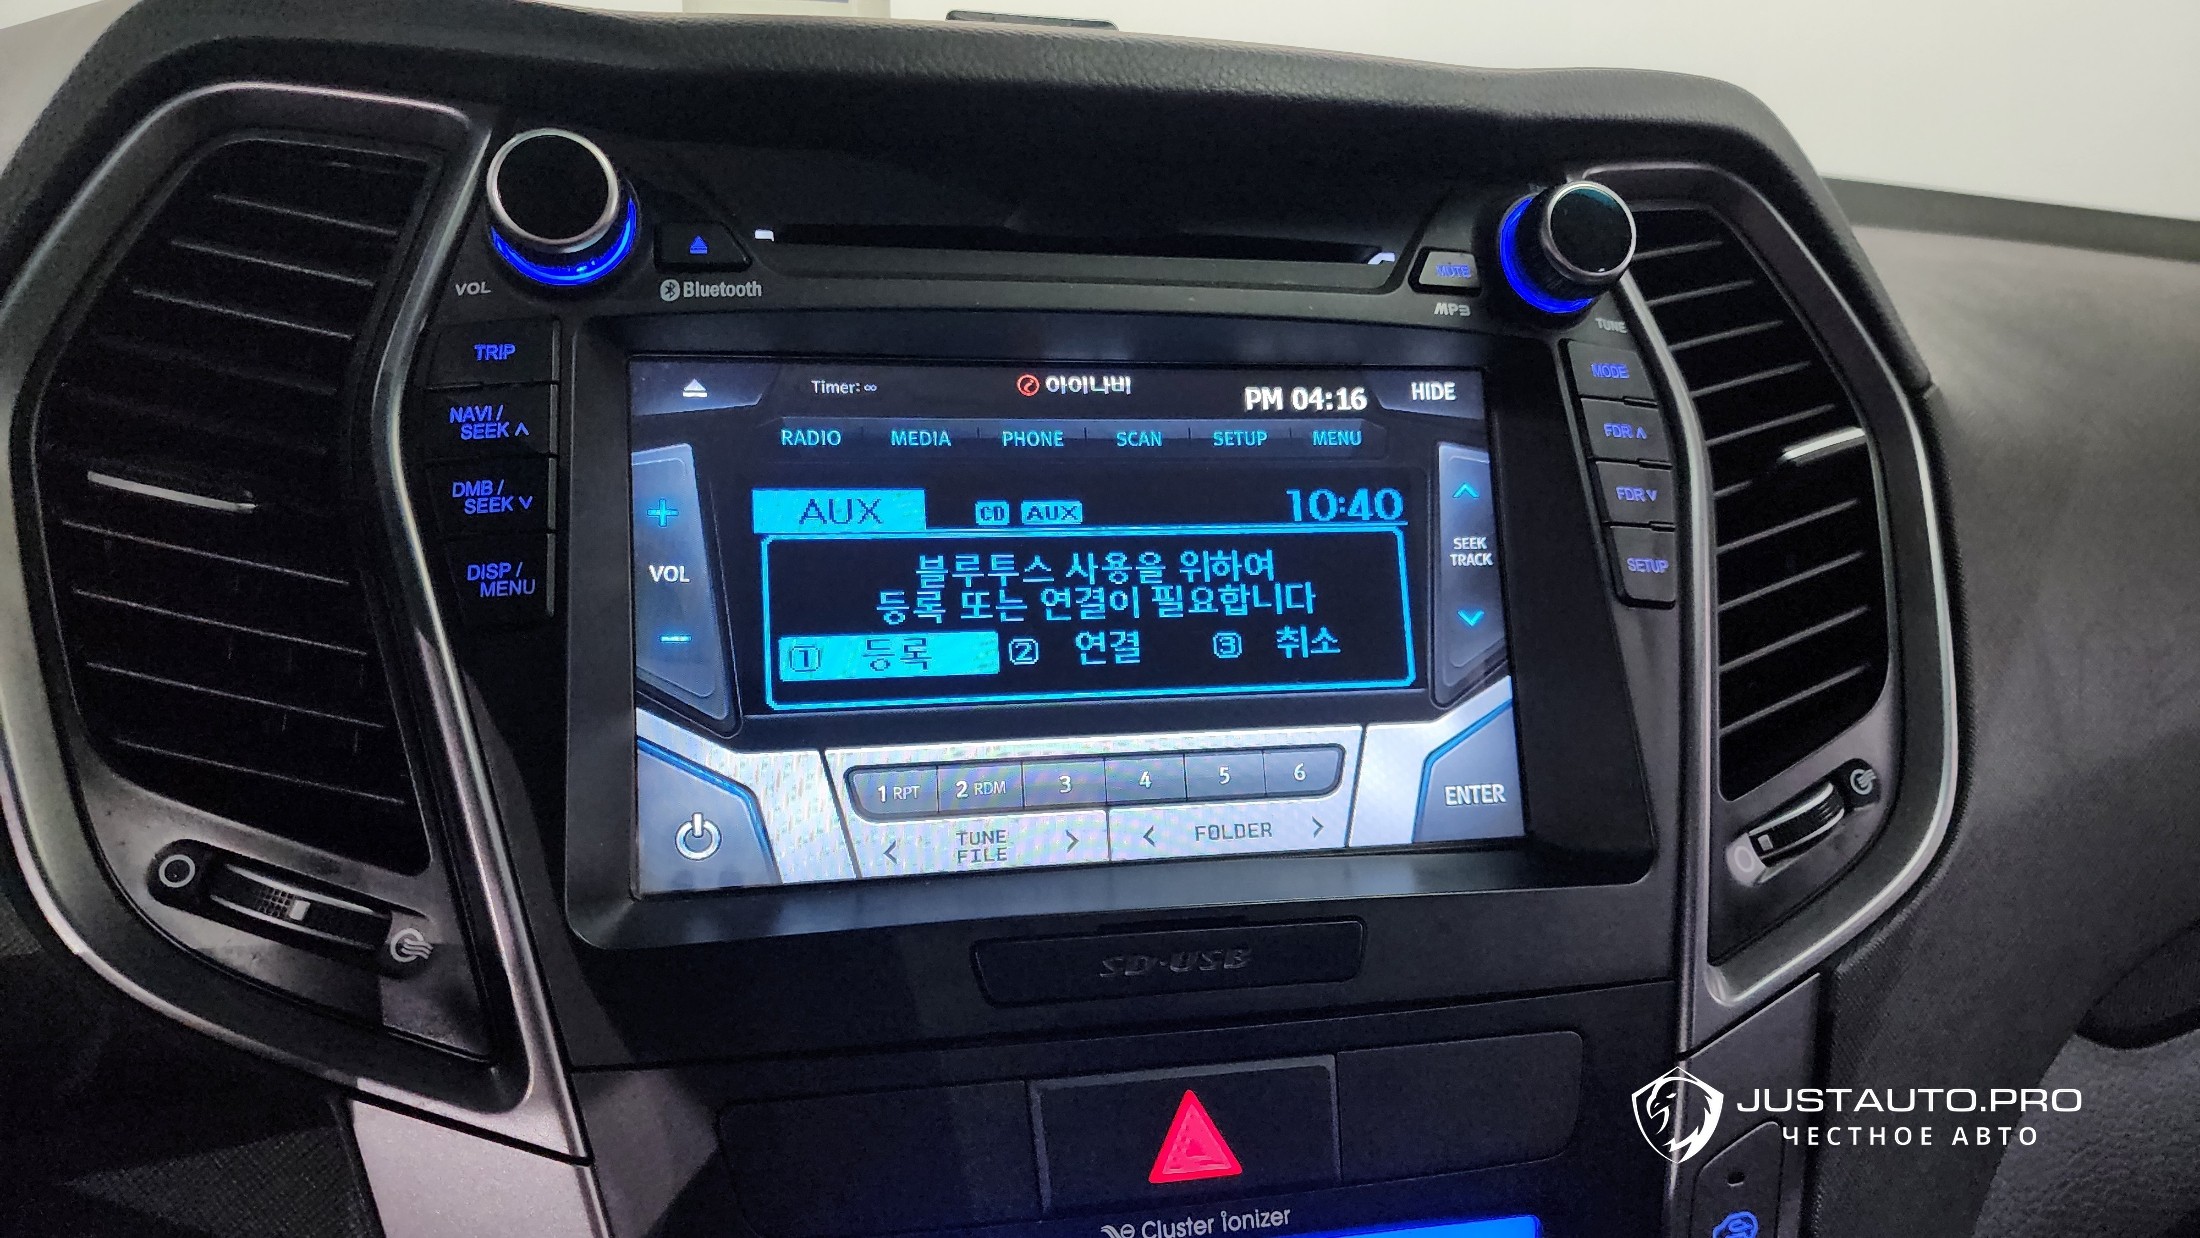 VOL
Bluetooth
MUTE
MP3
TUNE
TRIP
NAVI /
SEEK ∧
DMB /
SEEK ∨
DISP /
MENU
MODE
FDR ∧
FDR ∨
SETUP
Timer: ∞
아이나비
PM 04:16
HIDE
RADIO MEDIA PHONE SCAN SETUP MENU
AUX CD AUX 10:40
+
VOL
−
SEEK
TRACK
블루투스 사용을 위하여
등록 또는 연결이 필요합니다
① 등록 ② 연결 ③ 취소
1 RPT 2 RDM 3 4 5 6
< TUNE FILE > < FOLDER >
ENTER
SD·USB
Cluster ionizer
JUSTAUTO.PRO
ЧЕСТНОЕ АВТО